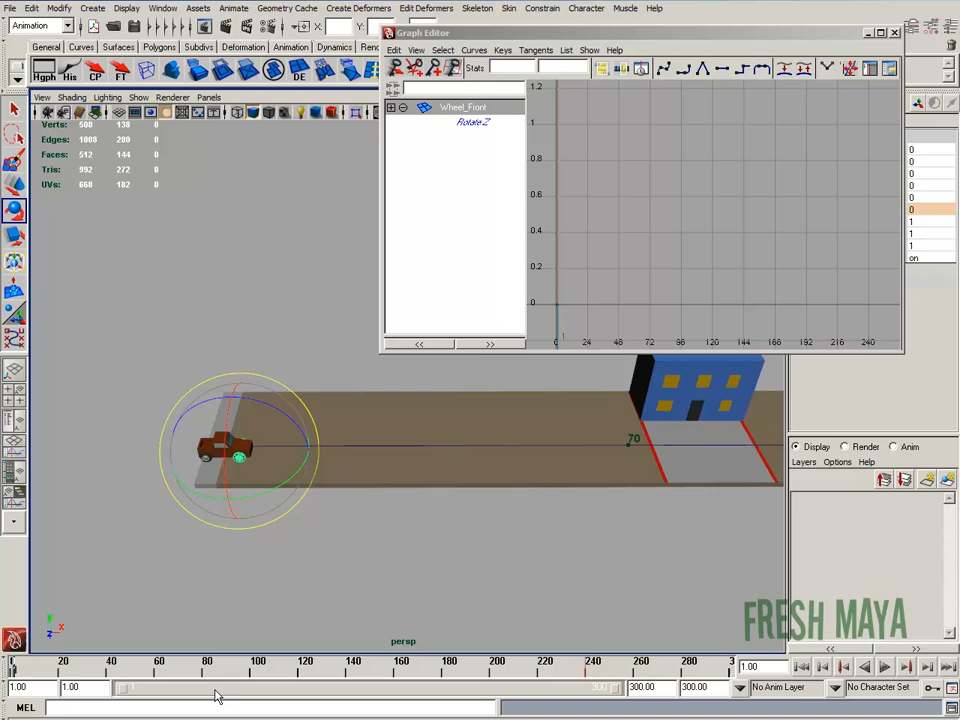 File Edit Modify Create Display Window Assets Animate Geometry Cache Create Deformers Edit Deformers Skeleton Skin Constrain Character Muscle Help
Animation X: Y:
General Curves Surfaces Polygons Subdivs Deformation Animation Dynamics
Hgph His CP FT DE
View Shading Lighting Show Renderer Panels
Verts: 508 138 0
Edges: 1008 280 0
Faces: 512 144 0
Tris: 992 272 0
UVs: 668 182 0
Graph Editor
Edit View Select Curves Keys Tangents List Show Help
Stats
Wheel_Front
RotateZ
1.2
1
0.8
0.6
0.4
0.2
0
1
0 24 48 72 96 120 144 168 192 216 240
<< >>
0
0
0
0
0
0
1
1
1
on
70
Display Render Anim
Layers Options Help
<< >>
FRESH MAYA
persp
20 40 60 80 100 120 140 160 180 200 220 240 260 280 3
1.00
1.00 1.00 1 300 300.00 300.00 No Anim Layer No Character Set
MEL